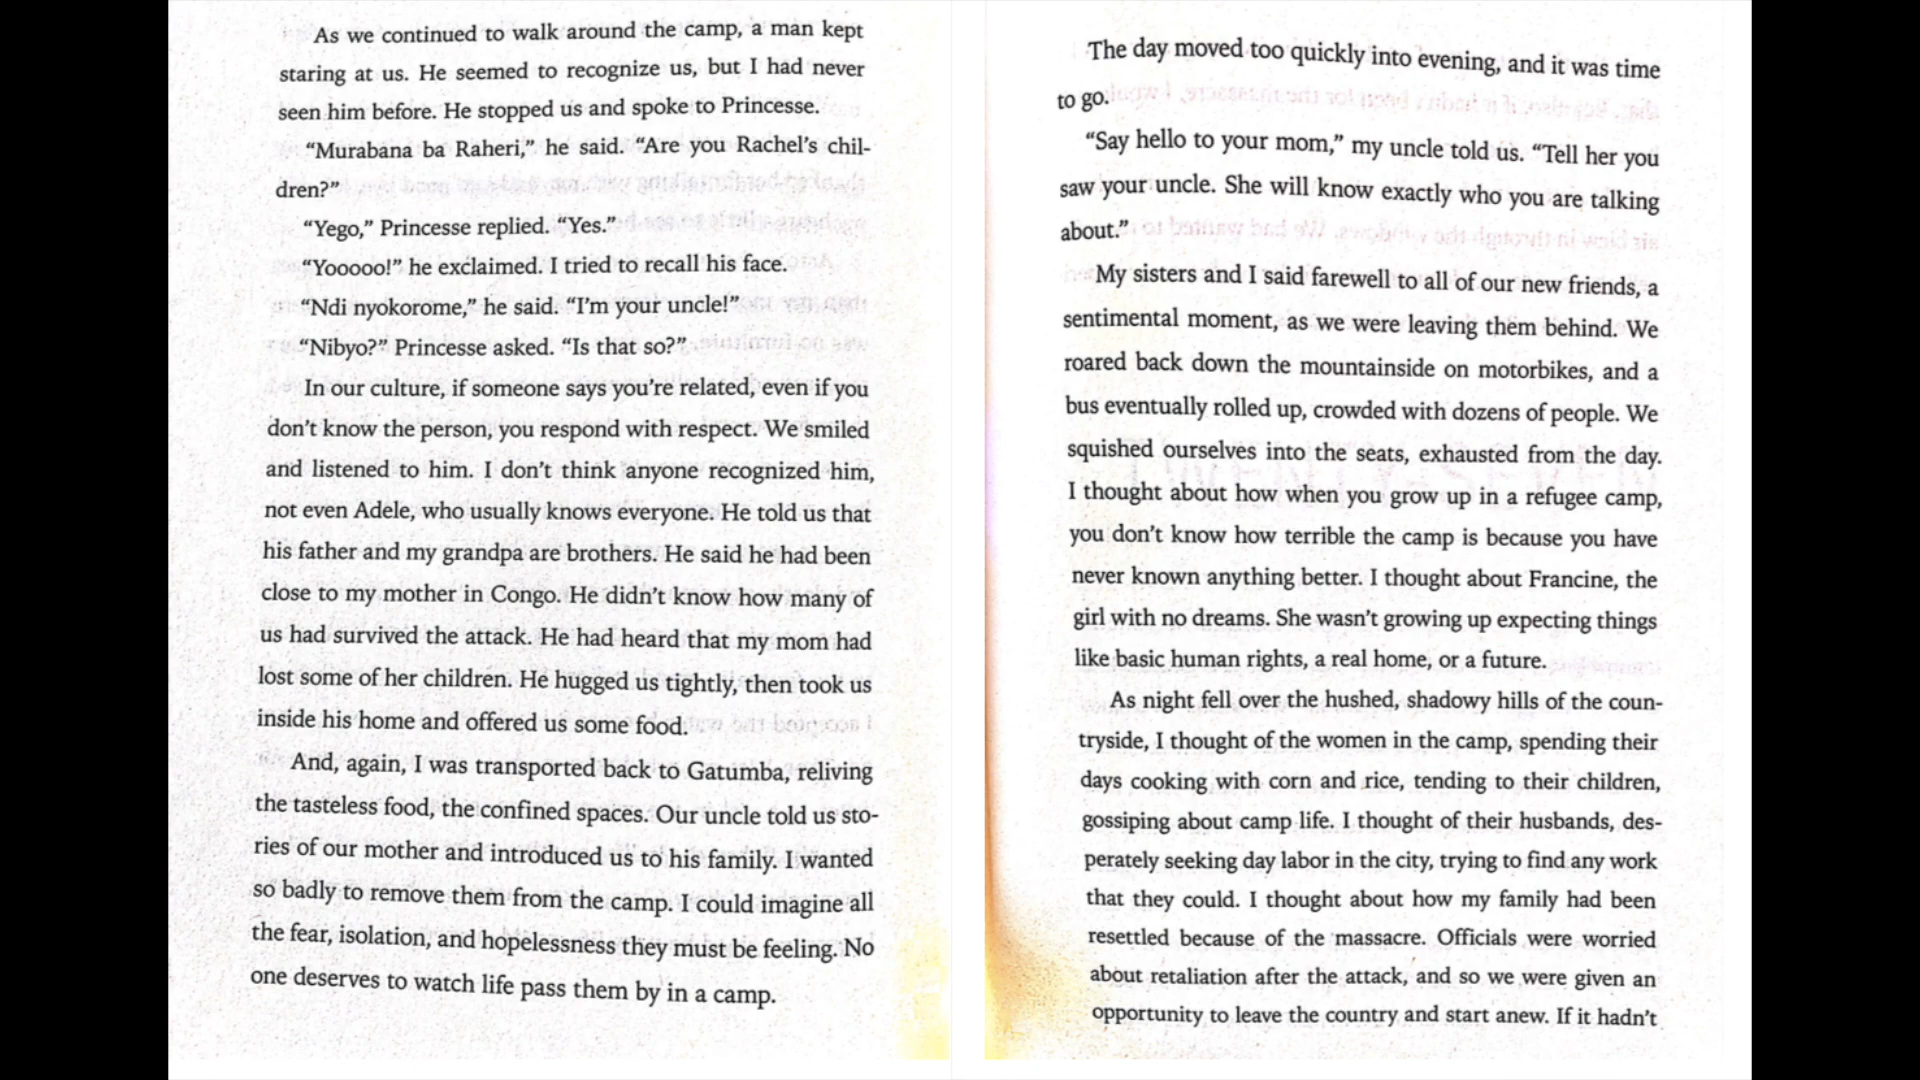 As we continued to walk around the camp, a man kept
staring at us. He seemed to recognize us, but I had never
seen him before. He stopped us and spoke to Princesse.
“Murabana ba Raheri,” he said. “Are you Rachel’s chil-
dren?”
“Yego,” Princesse replied. “Yes.”
“Yooooo!” he exclaimed. I tried to recall his face.
“Ndi nyokorome,” he said. “I’m your uncle!”
“Nibyo?” Princesse asked. “Is that so?”
In our culture, if someone says you’re related, even if you
don’t know the person, you respond with respect. We smiled
and listened to him. I don’t think anyone recognized him,
not even Adele, who usually knows everyone. He told us that
his father and my grandpa are brothers. He said he had been
close to my mother in Congo. He didn’t know how many of
us had survived the attack. He had heard that my mom had
lost some of her children. He hugged us tightly, then took us
inside his home and offered us some food.
And, again, I was transported back to Gatumba, reliving
the tasteless food, the confined spaces. Our uncle told us sto-
ries of our mother and introduced us to his family. I wanted
so badly to remove them from the camp. I could imagine all
the fear, isolation, and hopelessness they must be feeling. No
one deserves to watch life pass them by in a camp.
The day moved too quickly into evening, and it was time
to go.
“Say hello to your mom,” my uncle told us. “Tell her you
saw your uncle. She will know exactly who you are talking
about.”
My sisters and I said farewell to all of our new friends, a
sentimental moment, as we were leaving them behind. We
roared back down the mountainside on motorbikes, and a
bus eventually rolled up, crowded with dozens of people. We
squished ourselves into the seats, exhausted from the day.
I thought about how when you grow up in a refugee camp,
you don’t know how terrible the camp is because you have
never known anything better. I thought about Francine, the
girl with no dreams. She wasn’t growing up expecting things
like basic human rights, a real home, or a future.
As night fell over the hushed, shadowy hills of the coun-
tryside, I thought of the women in the camp, spending their
days cooking with corn and rice, tending to their children,
gossiping about camp life. I thought of their husbands, des-
perately seeking day labor in the city, trying to find any work
that they could. I thought about how my family had been
resettled because of the massacre. Officials were worried
about retaliation after the attack, and so we were given an
opportunity to leave the country and start anew. If it hadn’t